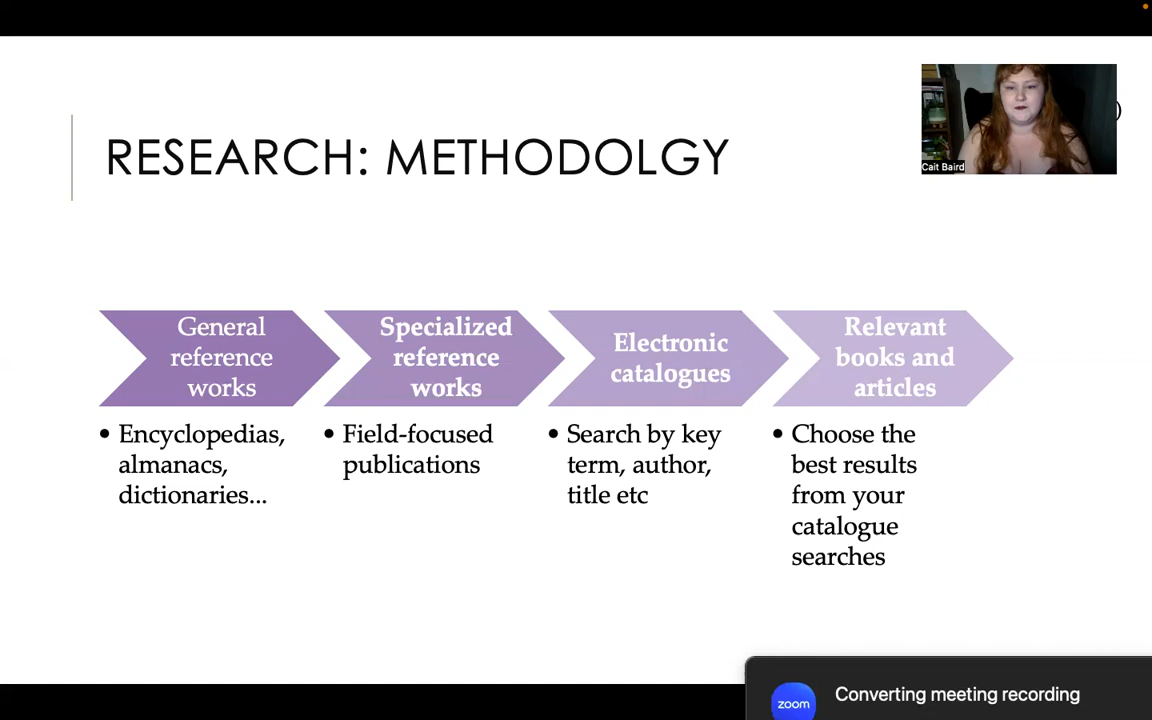 RESEARCH: METHODOLGY
Cait Baird
General
reference
works
Specialized
reference
works
Electronic
catalogues
Relevant
books and
articles
• Encyclopedias,
almanacs,
dictionaries...
• Field-focused
publications
• Search by key
term, author,
title etc
• Choose the
best results
from your
catalogue
searches
zoom
Converting meeting recording